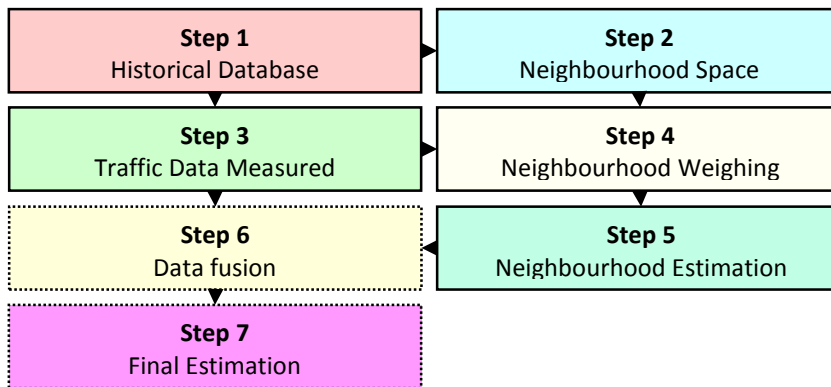 Step 1
Historical Database
Step 2
Neighbourhood Space
Step 3
Traffic Data Measured
Step 4
Neighbourhood Weighing
Step 6
Data fusion
Step 5
Neighbourhood Estimation
Step 7
Final Estimation